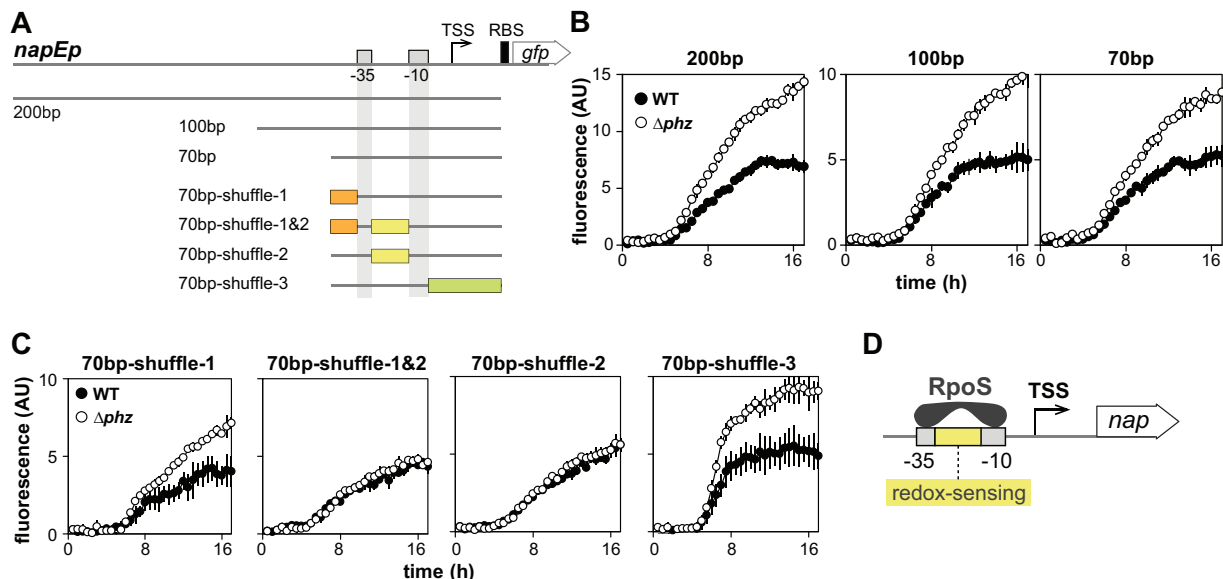 A
napEp
TSS
RBS
gfp
-35
-10
200bp
100bp
70bp
70bp-shuffle-1
70bp-shuffle-1&2
70bp-shuffle-2
70bp-shuffle-3
B
200bp
100bp
70bp
fluorescence (AU)
15
10
5
0
WT
Δphz
10
5
0
0 8 16
0 8 16
0 8 16
time (h)
C
70bp-shuffle-1
70bp-shuffle-1&2
70bp-shuffle-2
70bp-shuffle-3
fluorescence (AU)
10
5
0
WT
Δphz
0 8 16
0 8 16
0 8 16
0 8 16
time (h)
D
RpoS
TSS
nap
-35
-10
redox-sensing